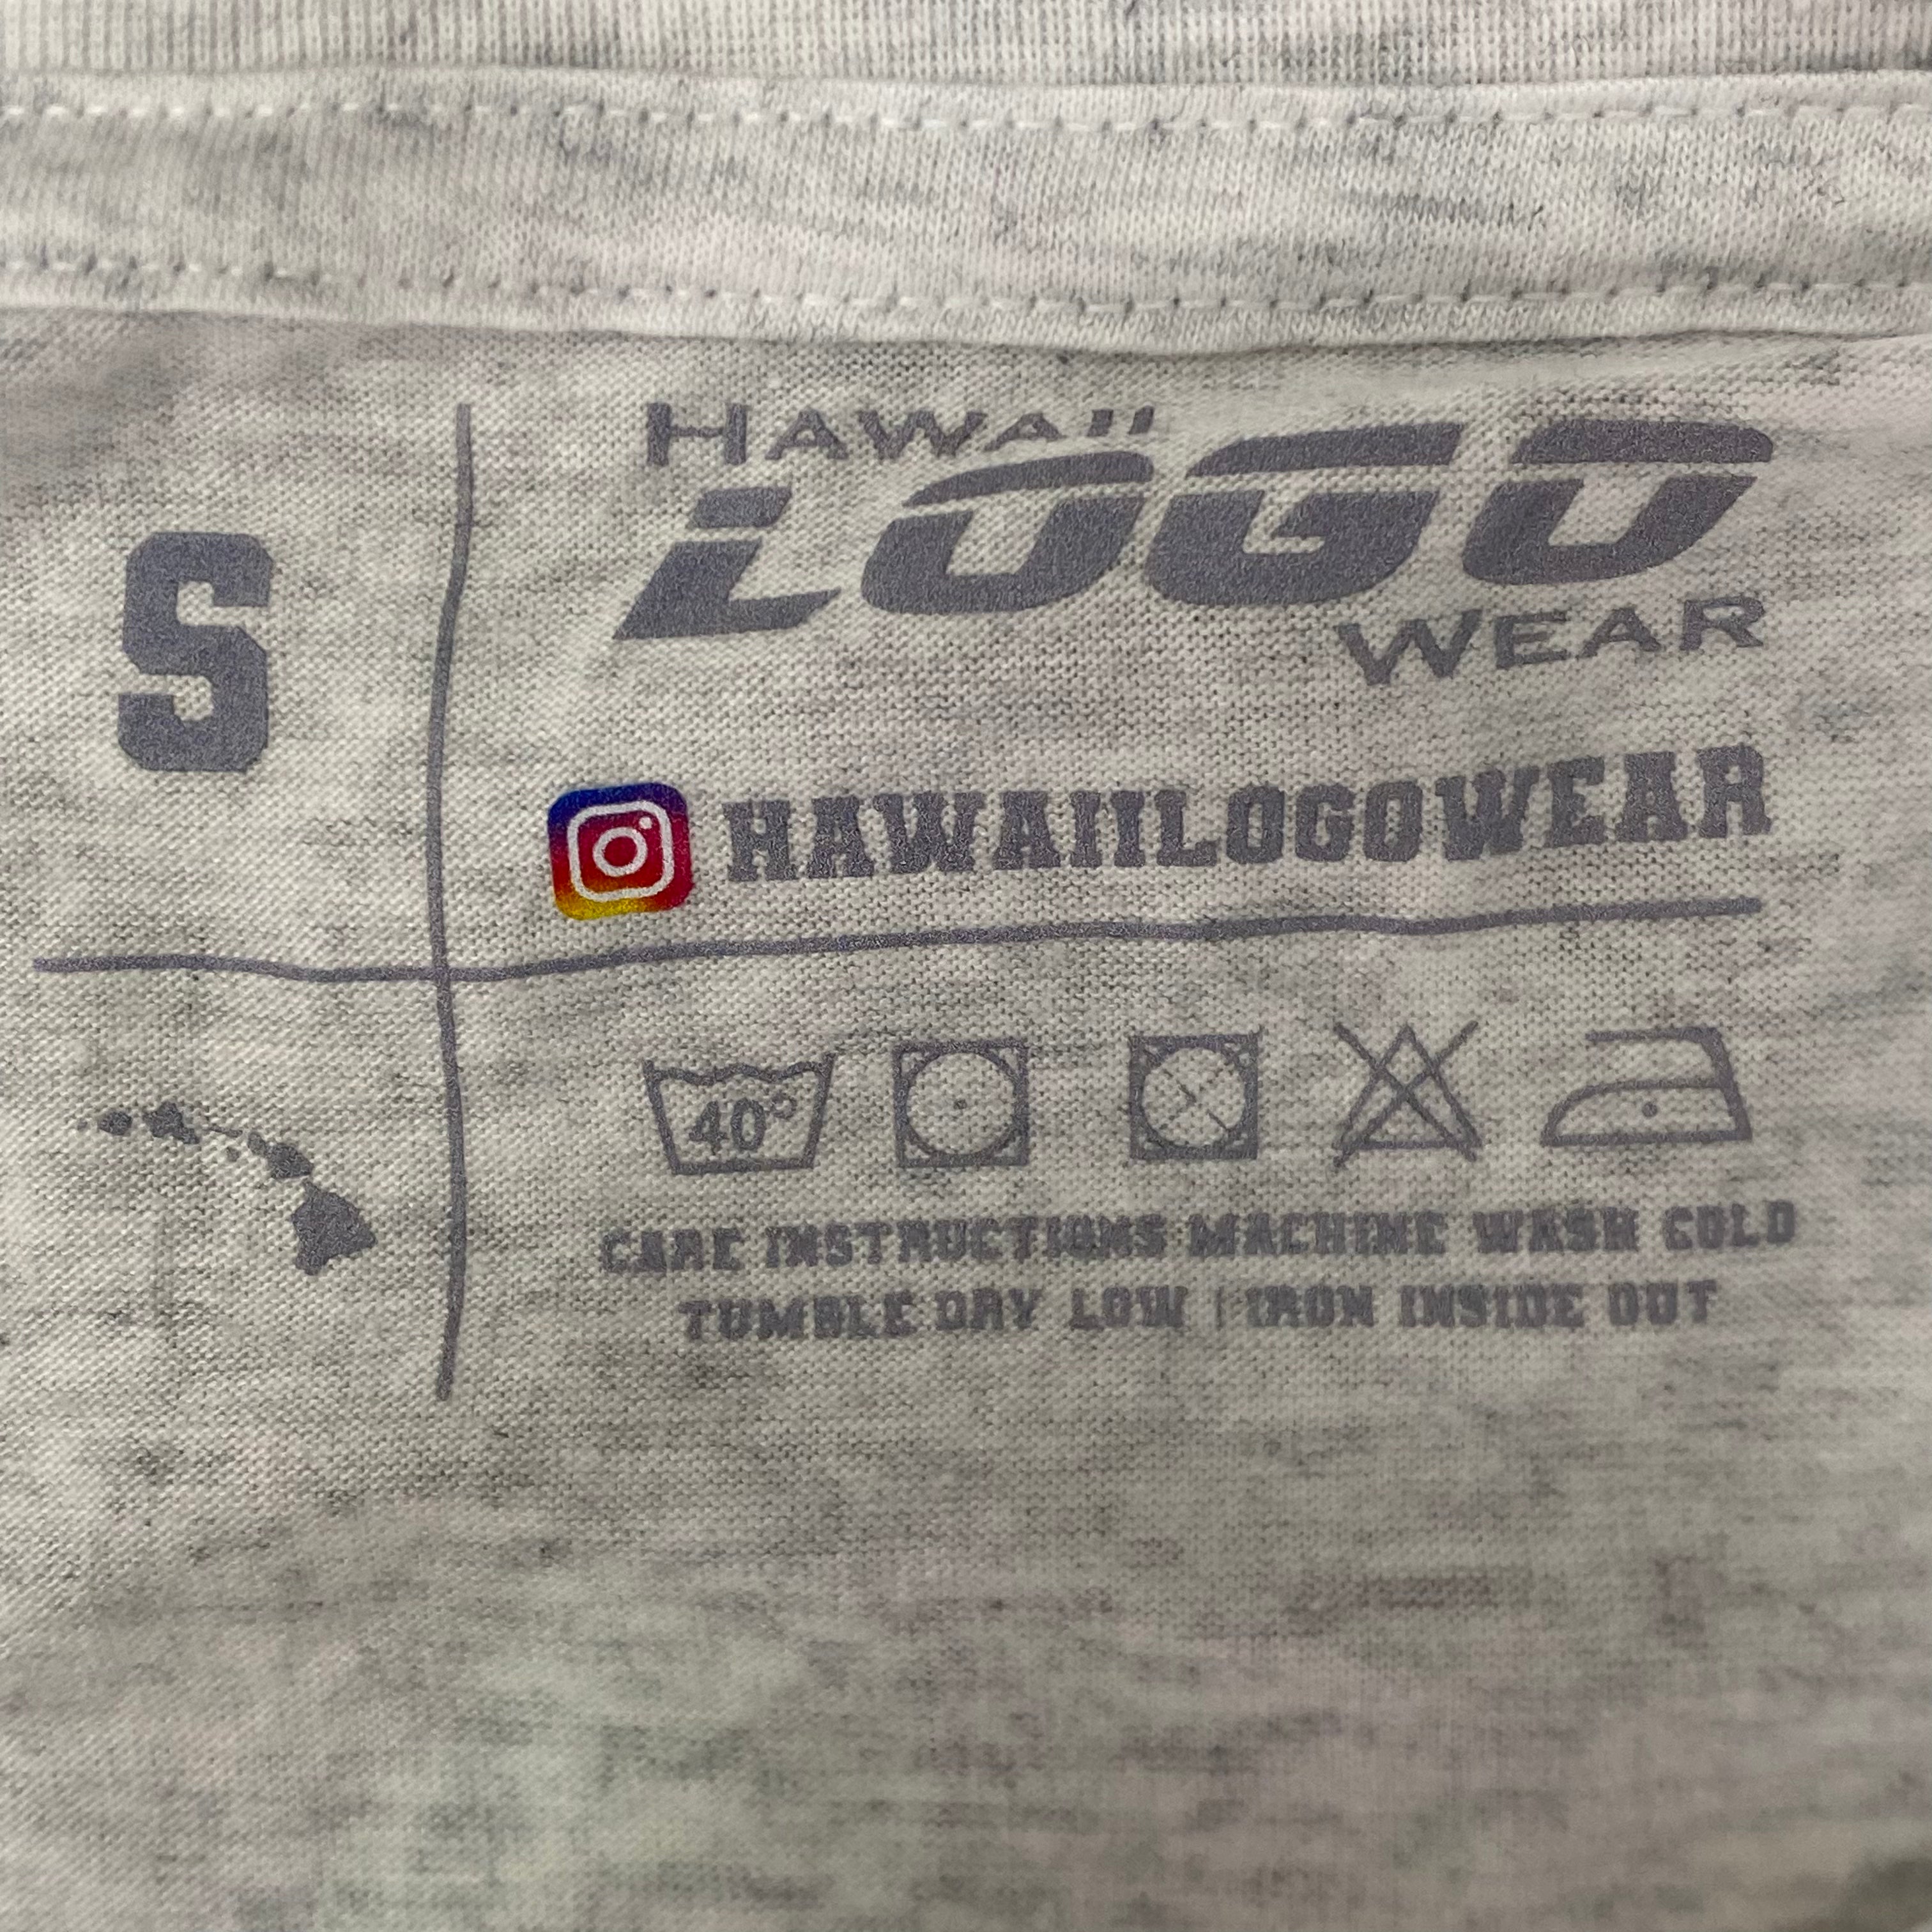 HAWAII
LOGO
WEAR
S
HAWAIILOGOWEAR
40°
CARE INSTRUCTIONS MACHINE WASH COLD
TUMBLE DRY LOW | IRON INSIDE OUT